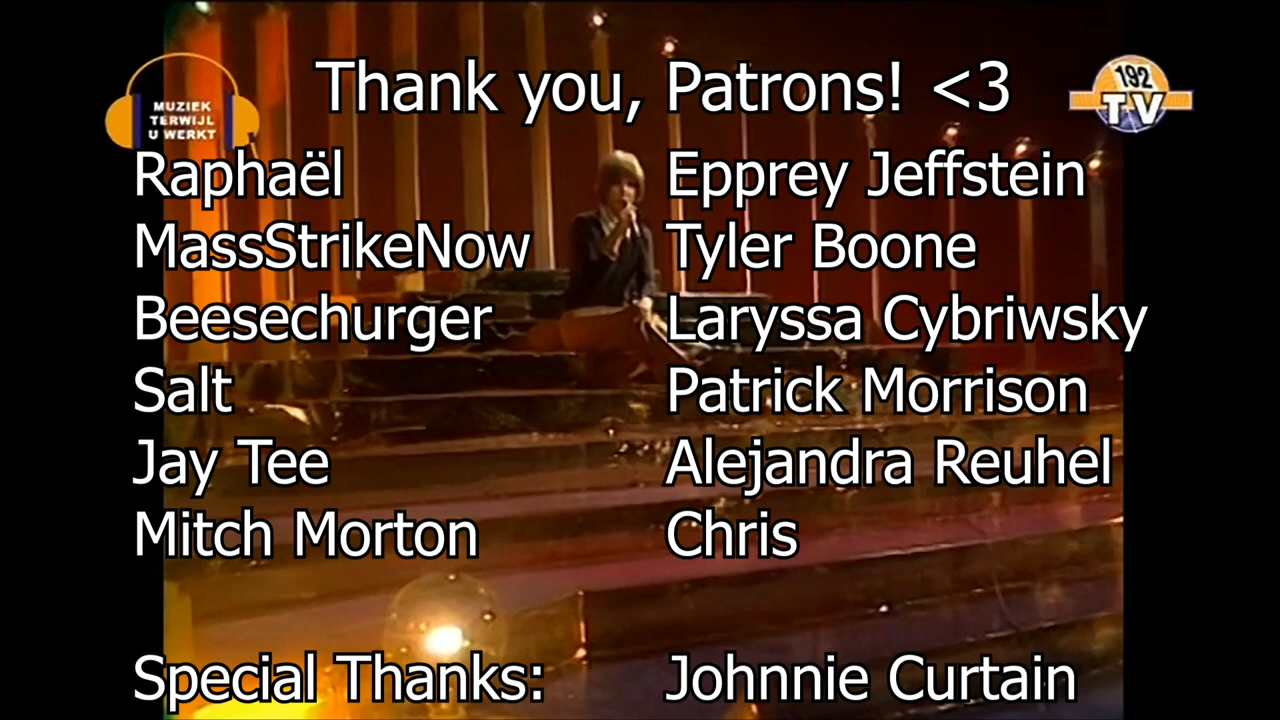 Thank you, Patrons! <3
MUZIEK
TERWIJL
U WERKT
192
TV
Raphaël
Epprey Jeffstein
MassStrikeNow
Tyler Boone
Beesechurger
Laryssa Cybriwsky
Salt
Patrick Morrison
Jay Tee
Alejandra Reuhel
Mitch Morton
Chris
Special Thanks:
Johnnie Curtain